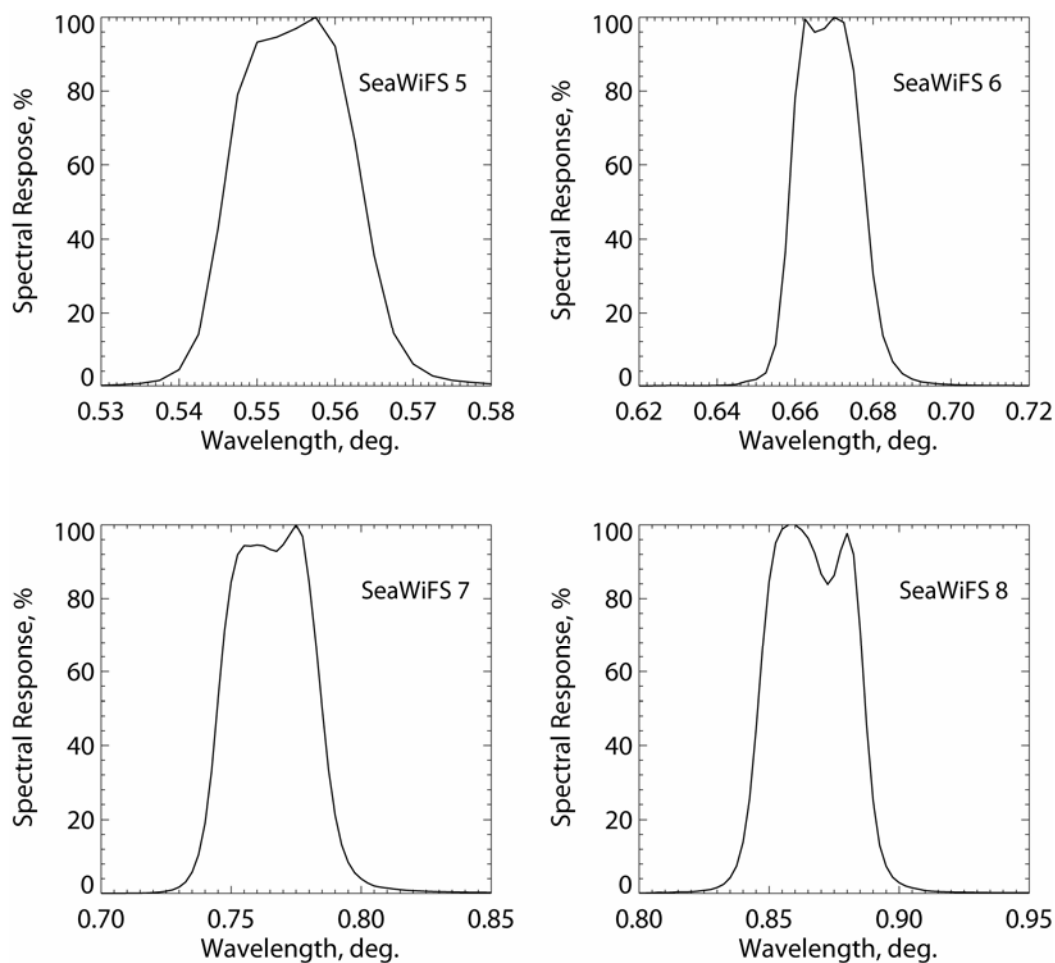 100
80
60
40
20
0
Spectral Respose, %
SeaWiFS 5
0.53 0.54 0.55 0.56 0.57 0.58
Wavelength, deg.
100
80
60
40
20
0
Spectral Response, %
SeaWiFS 6
0.62 0.64 0.66 0.68 0.70 0.72
Wavelength, deg.
100
80
60
40
20
0
Spectral Response, %
SeaWiFS 7
0.70 0.75 0.80 0.85
Wavelength, deg.
100
80
60
40
20
0
Spectral Response, %
SeaWiFS 8
0.80 0.85 0.90 0.95
Wavelength, deg.